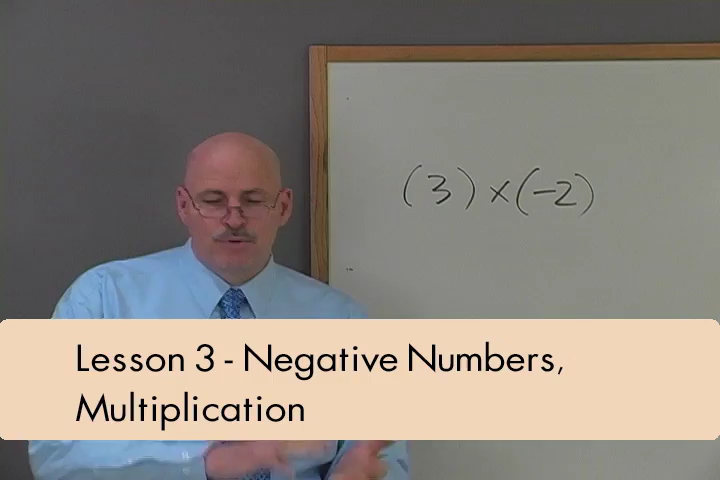 (3) x (-2)
Lesson 3 - Negative Numbers,
Multiplication